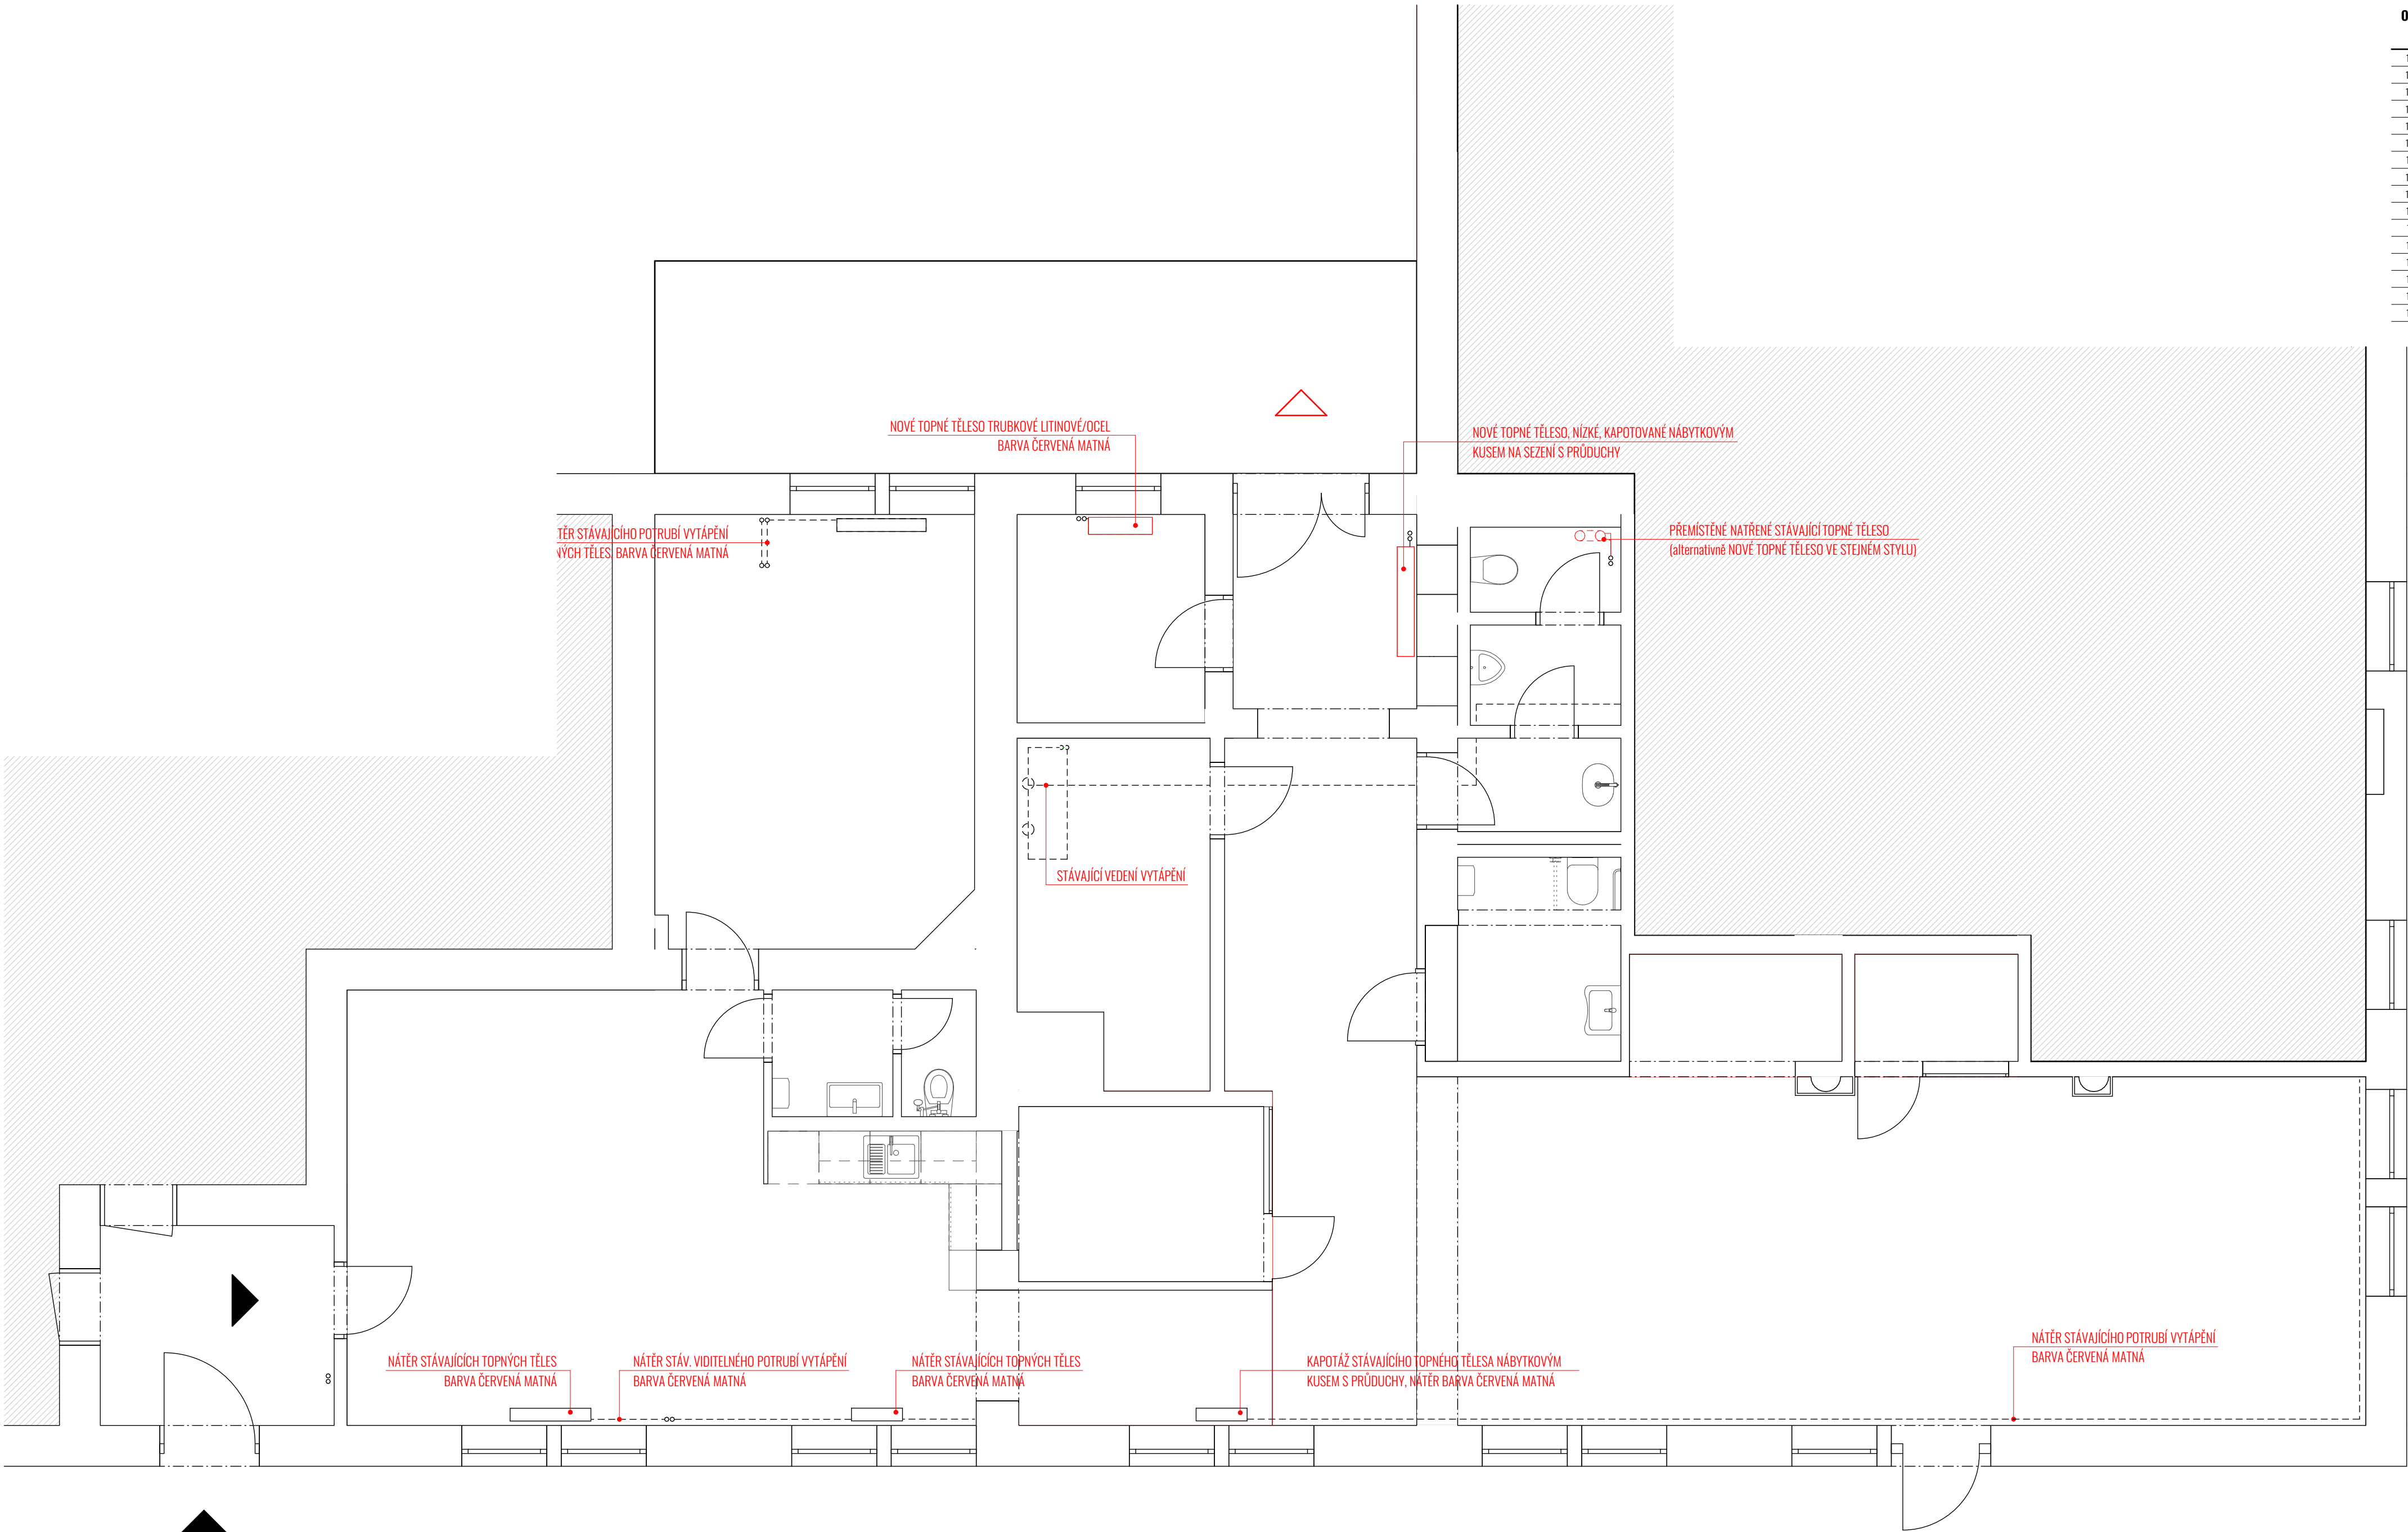 NOVÉ TOPNÉ TĚLESO TRUBKOVÉ LITINOVÉ/OCEL
BARVA ČERVENÁ MATNÁ
NOVÉ TOPNÉ TĚLESO, NÍZKÉ, KAPOTOVANÉ NÁBYTKOVÝM
KUSEM NA SEZENÍ S PRŮDUCHY
STÁVAJÍCÍHO POTRUBÍ VYTÁPĚNÍ
TĚLES, BARVA ČERVENÁ MATNÁ
PŘEMÍSTĚNÉ NATŘENÉ STÁVAJÍCÍ TOPNÉ TĚLESO
(alternativně NOVÉ TOPNÉ TĚLESO VE STEJNÉM STYLU)
STÁVAJÍCÍ VEDENÍ VYTÁPĚNÍ
NÁTĚR STÁVAJÍCÍCH TOPNÝCH TĚLES
BARVA ČERVENÁ MATNÁ
NÁTĚR STÁV. VIDITELNÉHO POTRUBÍ VYTÁPĚNÍ
BARVA ČERVENÁ MATNÁ
NÁTĚR STÁVAJÍCÍCH TOPNÝCH TĚLES
BARVA ČERVENÁ MATNÁ
KAPOTÁŽ STÁVAJÍCÍHO TOPNÉHO TĚLESA NÁBYTKOVÝM
KUSEM S PRŮDUCHY, NÁTĚR BARVA ČERVENÁ MATNÁ
NÁTĚR STÁVAJÍCÍHO POTRUBÍ VYTÁPĚNÍ
BARVA ČERVENÁ MATNÁ